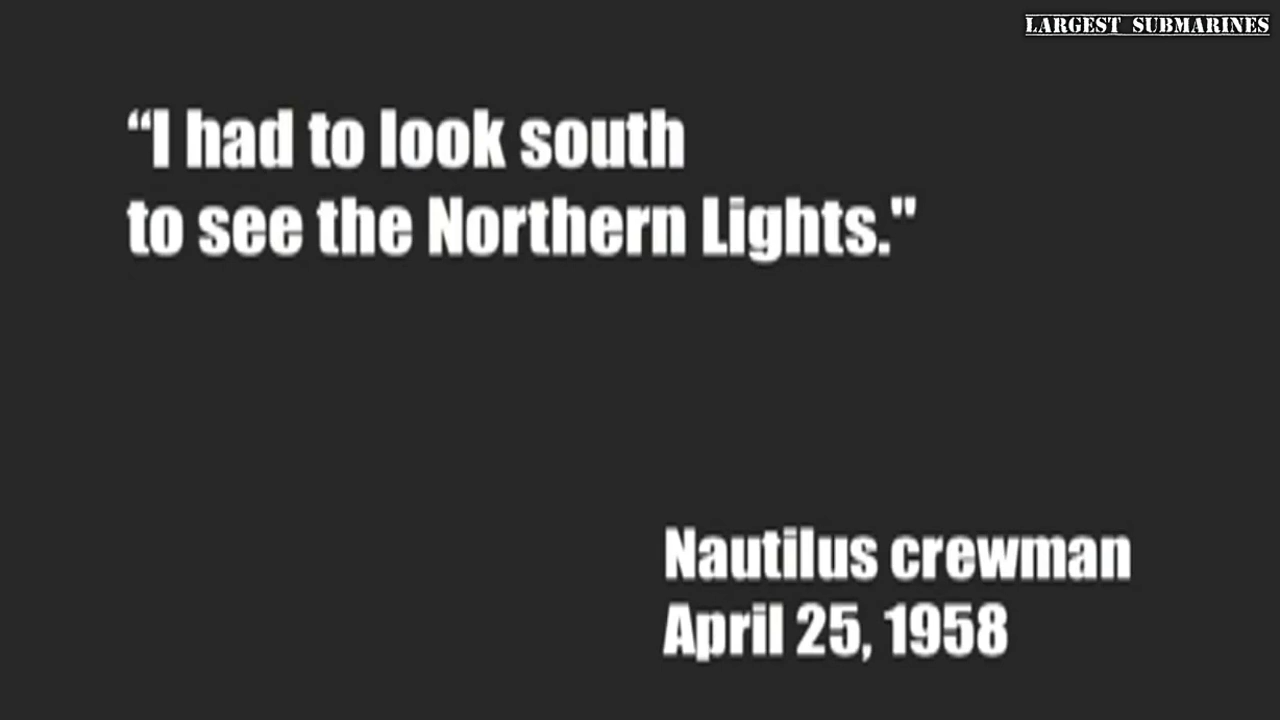 LARGEST SUBMARINES
“I had to look south
to see the Northern Lights."
Nautilus crewman
April 25, 1958